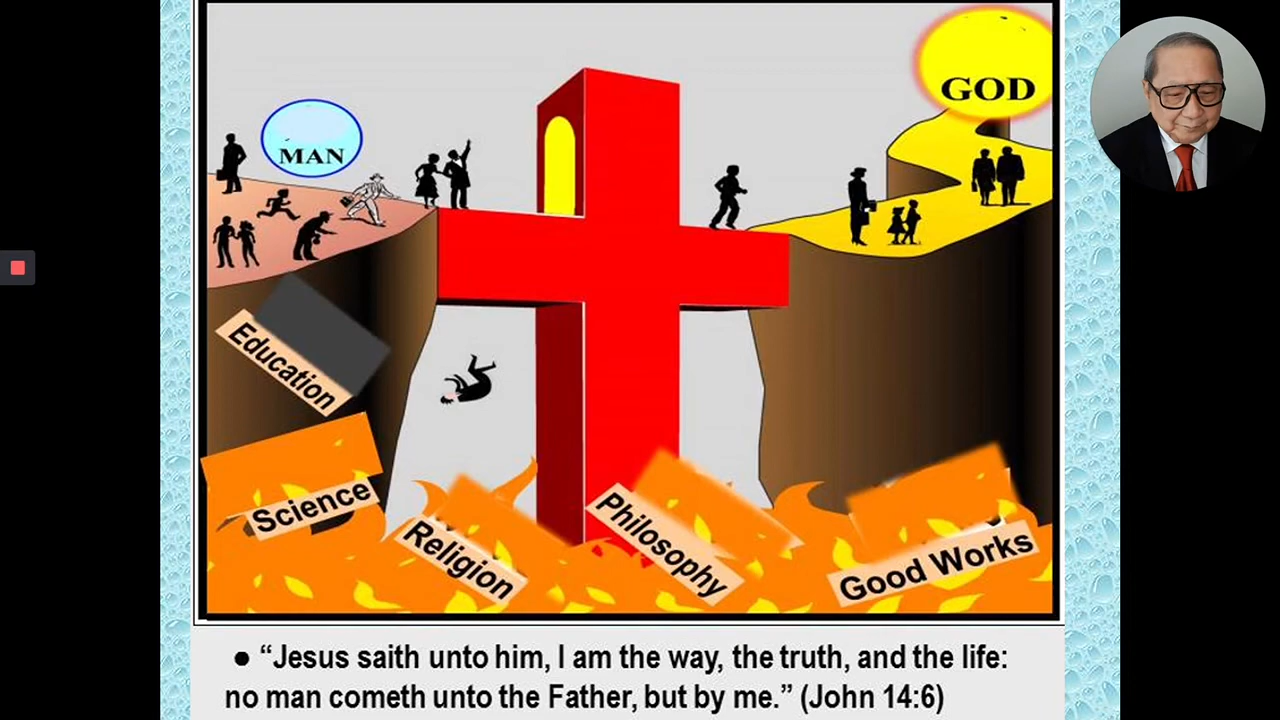 GOD
MAN
Education
Science
Religion
Philosophy
Good Works
● “Jesus saith unto him, I am the way, the truth, and the life:
no man cometh unto the Father, but by me.” (John 14:6)